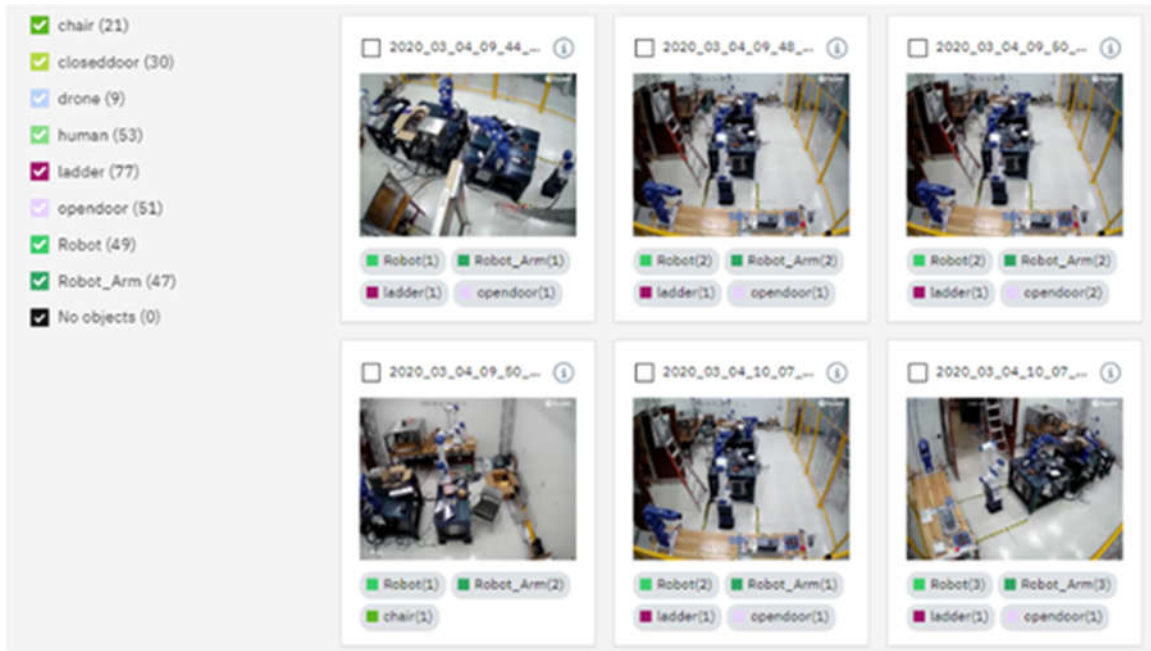 chair (21)
closeddoor (30)
drone (9)
human (53)
ladder (77)
opendoor (51)
Robot (49)
Robot_Arm (47)
No objects (0)
2020_03_04_09_44_...
Robot(1) Robot_Arm(1)
ladder(1) opendoor(1)
2020_03_04_09_48_...
Robot(2) Robot_Arm(2)
ladder(1) opendoor(1)
2020_03_04_09_50_...
Robot(2) Robot_Arm(2)
ladder(1) opendoor(2)
2020_03_04_09_50_...
Robot(1) Robot_Arm(2)
chair(1)
2020_03_04_10_07_...
Robot(2) Robot_Arm(1)
ladder(1) opendoor(1)
2020_03_04_10_07_...
Robot(3) Robot_Arm(3)
ladder(1) opendoor(1)